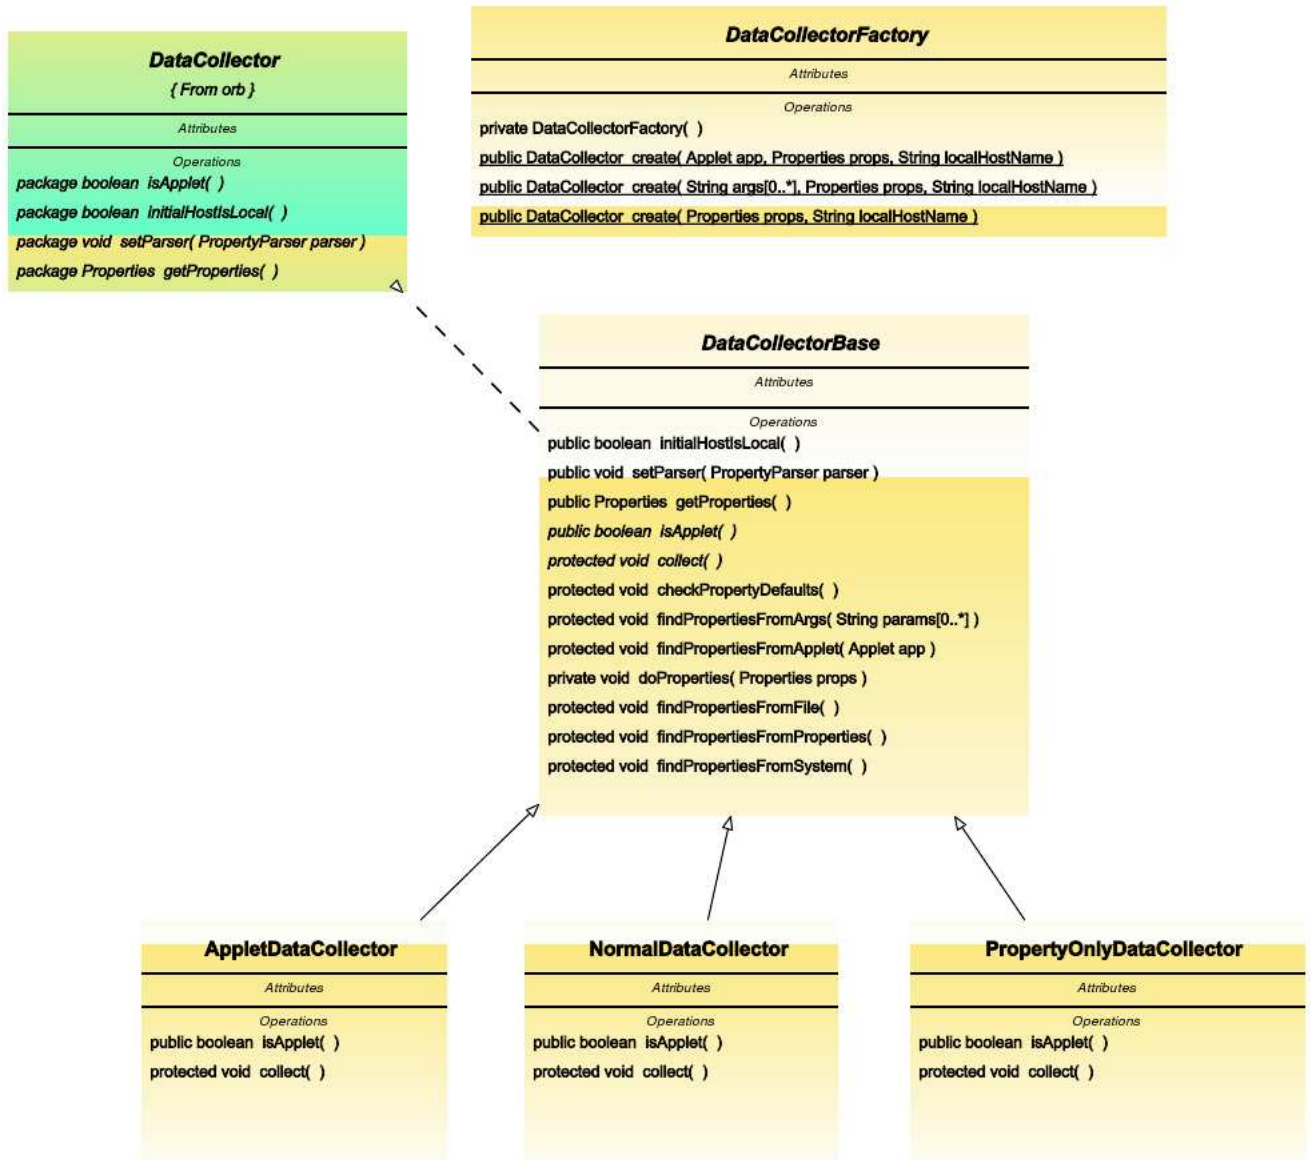 DataCollector
{ From orb }
Attributes
Operations
package boolean isApplet( )
package boolean initialHostIsLocal( )
package void setParser( PropertyParser parser )
package Properties getProperties( )
DataCollectorFactory
Attributes
Operations
private DataCollectorFactory( )
public DataCollector create( Applet app, Properties props, String localHostName )
public DataCollector create( String args[0..*], Properties props, String localHostName )
public DataCollector create( Properties props, String localHostName )
DataCollectorBase
Attributes
Operations
public boolean initialHostIsLocal( )
public void setParser( PropertyParser parser )
public Properties getProperties( )
public boolean isApplet( )
protected void collect( )
protected void checkPropertyDefaults( )
protected void findPropertiesFromArgs( String params[0..*] )
protected void findPropertiesFromApplet( Applet app )
private void doProperties( Properties props )
protected void findPropertiesFromFile( )
protected void findPropertiesFromProperties( )
protected void findPropertiesFromSystem( )
AppletDataCollector
Attributes
Operations
public boolean isApplet( )
protected void collect( )
NormalDataCollector
Attributes
Operations
public boolean isApplet( )
protected void collect( )
PropertyOnlyDataCollector
Attributes
Operations
public boolean isApplet( )
protected void collect( )